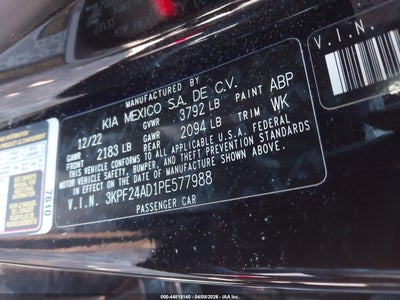 MANUFACTURED BY
KIA MEXICO S.A. DE C.V.
12/22 GVWR 3792 LB PAINT ABP
GAWR FRONT 2183 LB GAWR REAR 2094 LB TRIM WK
THIS VEHICLE CONFORMS TO ALL APPLICABLE U.S.A. FEDERAL
MOTOR VEHICLE SAFETY, BUMPER, AND THEFT PREVENTION STANDARDS
IN EFFECT ON THE DATE OF MANUFACTURE SHOWN ABOVE.
V.I.N. 3KPF24AD1PE577988
PASSENGER CAR
V.I.N.
7610
000-44818140 - 04/09/2026 - IAA Inc.